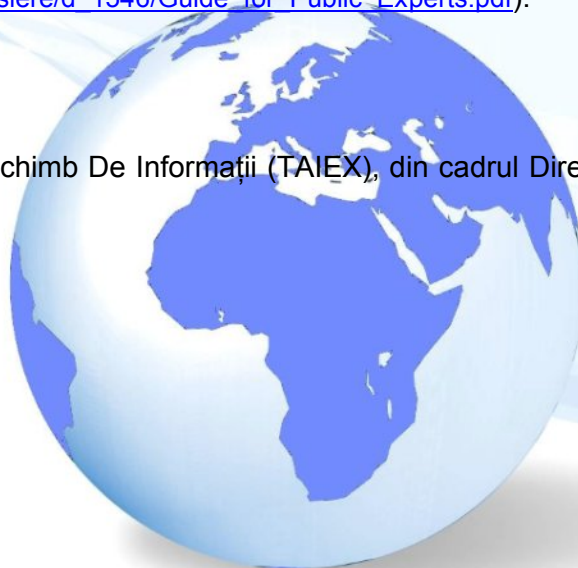 siere/d_1546/Guide_for_Public_Experts.pdf).
chimb De Informații (TAIEX), din cadrul Dire